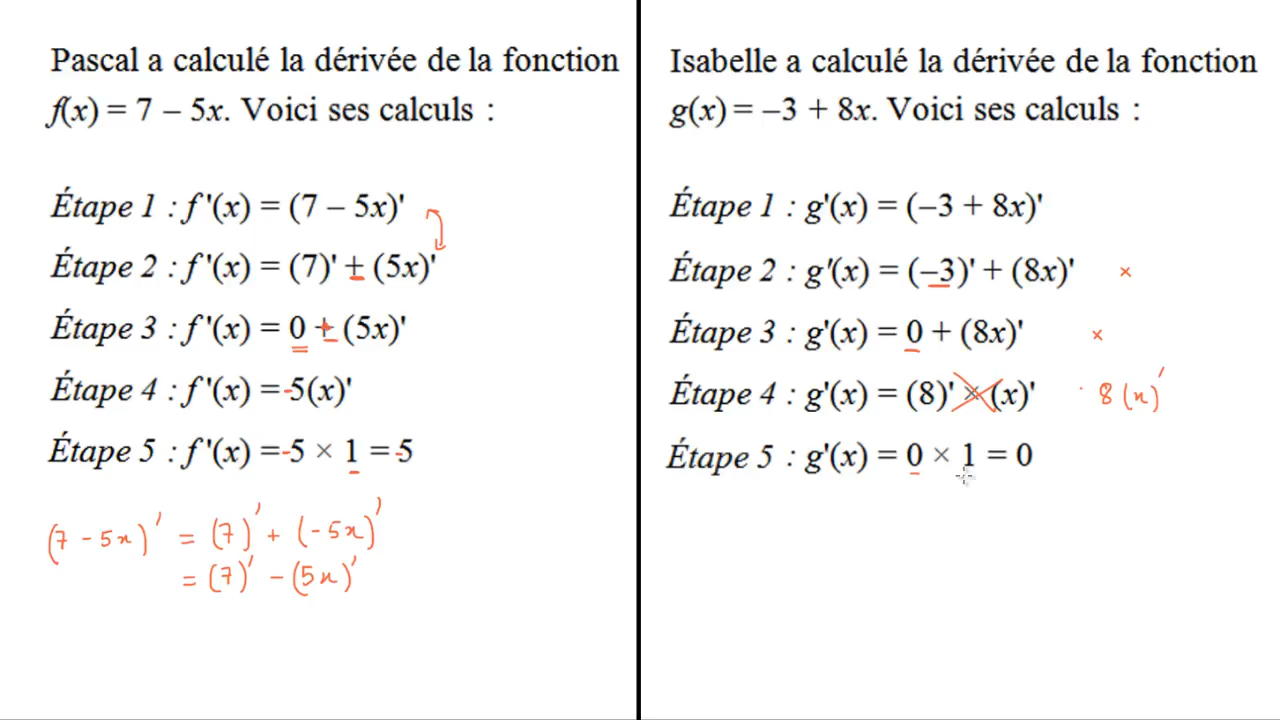 Pascal a calculé la dérivée de la fonction
f(x) = 7 – 5x. Voici ses calculs :
Étape 1 : f '(x) = (7 – 5x)'
Étape 2 : f '(x) = (7)' ± (5x)'
Étape 3 : f '(x) = 0 ± (5x)'
Étape 4 : f '(x) = -5(x)'
Étape 5 : f '(x) = -5 × 1 = -5
(7 - 5x)' = (7)' + (-5x)'
= (7)' - (5x)'
Isabelle a calculé la dérivée de la fonction
g(x) = –3 + 8x. Voici ses calculs :
Étape 1 : g'(x) = (–3 + 8x)'
Étape 2 : g'(x) = (–3)' + (8x)' ×
Étape 3 : g'(x) = 0 + (8x)' ×
Étape 4 : g'(x) = (8)' × (x)' · 8(x)'
Étape 5 : g'(x) = 0 × 1 = 0